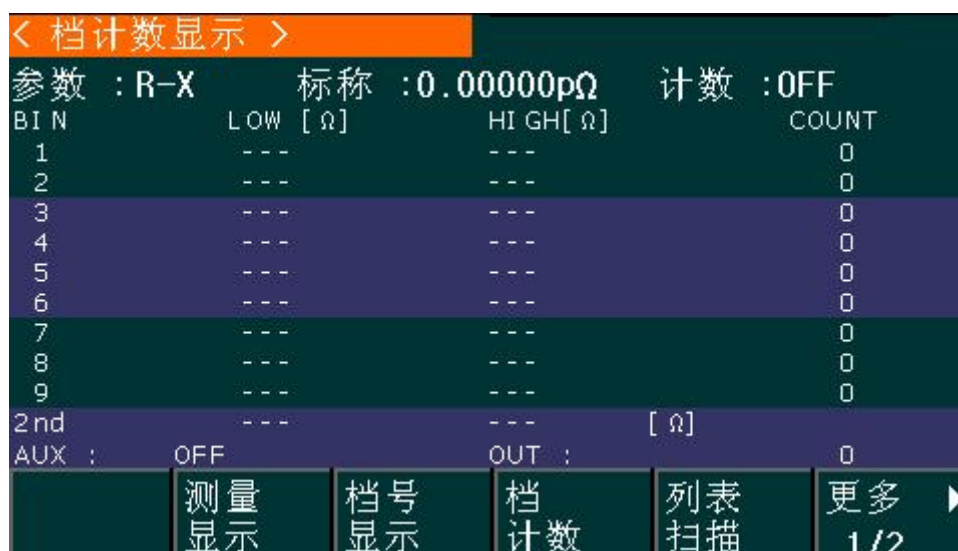 < 档计数显示 >
参数 :R-X 标称 :0.00000pΩ 计数 :OFF
BIN LOW [Ω] HIGH[Ω] COUNT
1 --- --- 0
2 --- --- 0
3 --- --- 0
4 --- --- 0
5 --- --- 0
6 --- --- 0
7 --- --- 0
8 --- --- 0
9 --- --- 0
2nd --- --- [Ω]
AUX : OFF OUT : 0
测量 档号 档 列表 更多
显示 显示 计数 扫描 1/2